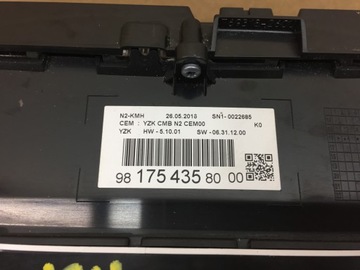 N2-KMH 26.05.2013 SN1-0022685
CEM : YZK CMB N2 CEM00 K0
YZK HW - 5.10.01 SW - 06.31.12.00
98 175 435 80 00